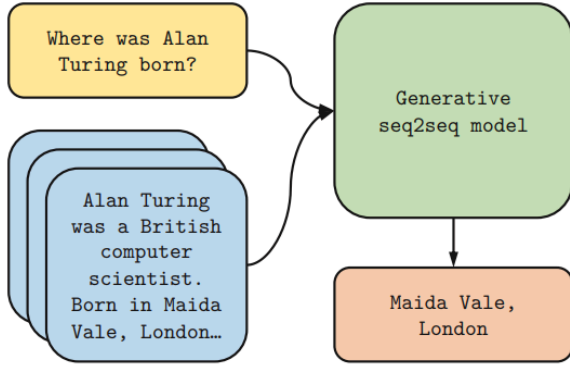 Where was Alan
Turing born?
Generative
seq2seq model
Alan Turing
was a British
computer
scientist.
Born in Maida
Vale, London…
Maida Vale,
London